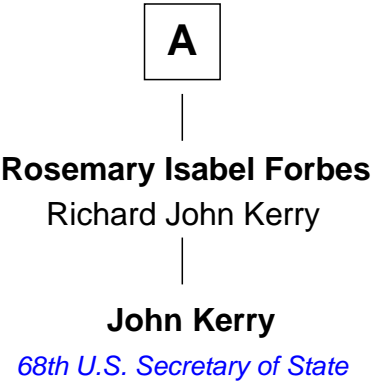 A
Rosemary Isabel Forbes
Richard John Kerry
John Kerry
68th U.S. Secretary of State